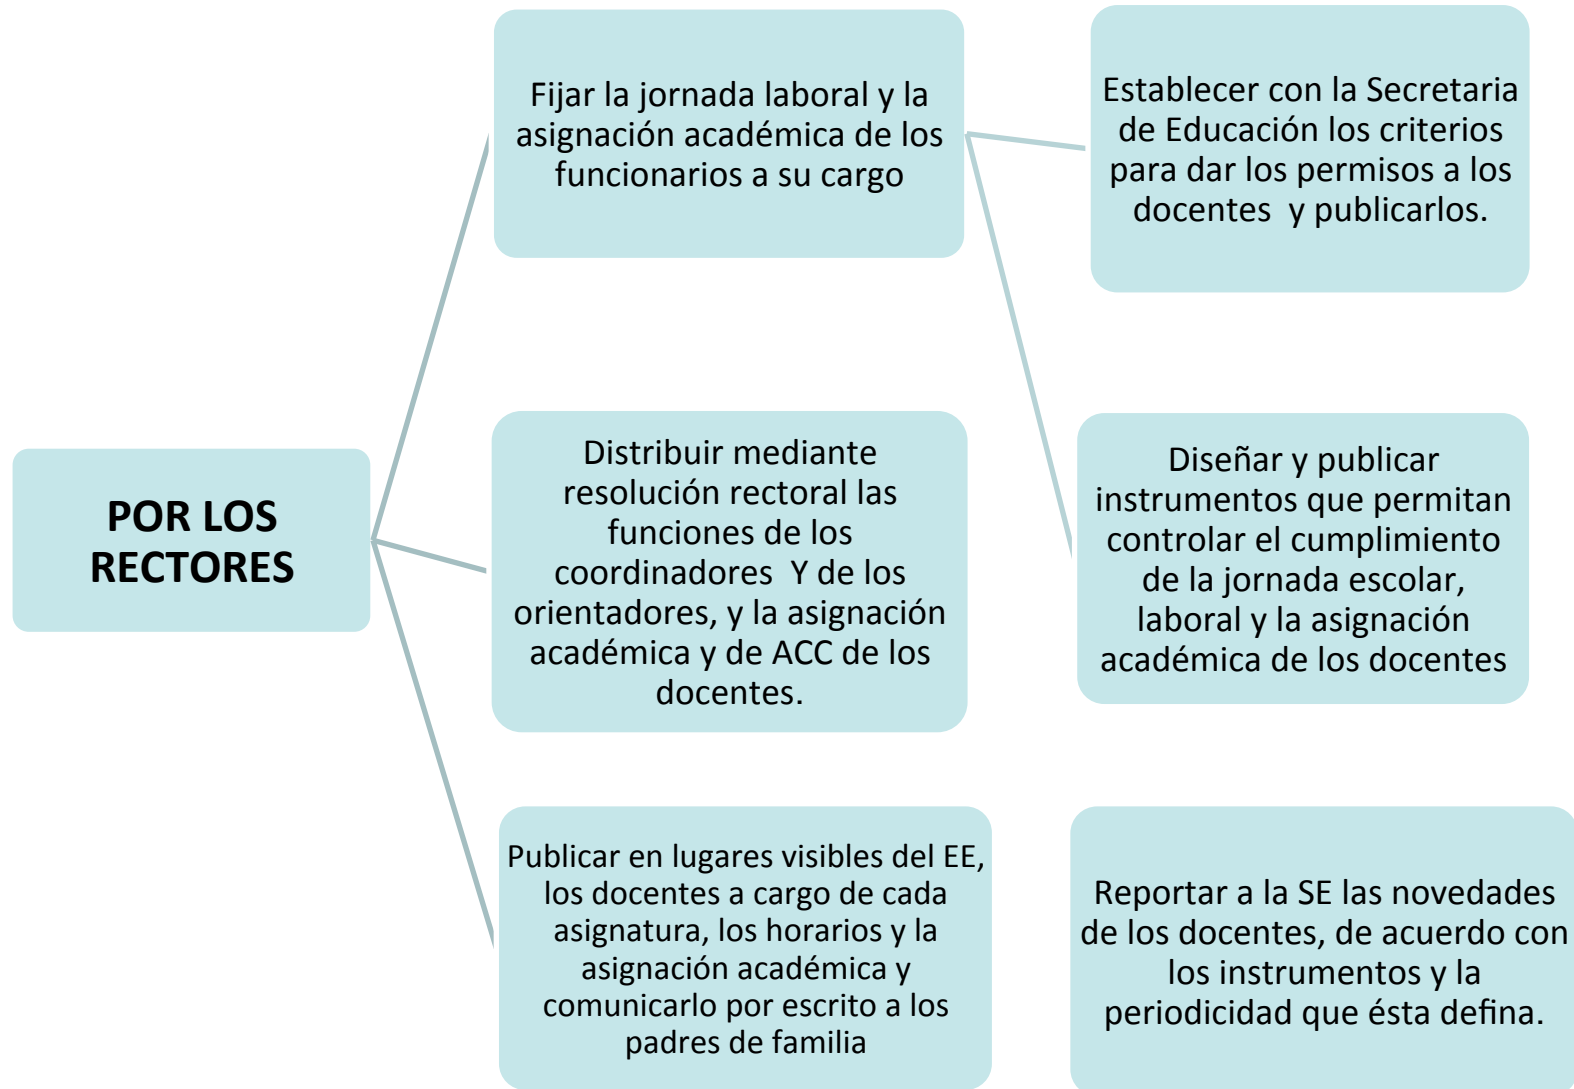 POR LOS
RECTORES
Fijar la jornada laboral y la
asignación académica de los
funcionarios a su cargo
Establecer con la Secretaria
de Educación los criterios
para dar los permisos a los
docentes  y publicarlos.
Diseñar y publicar
instrumentos que permitan
controlar el cumplimiento
de la jornada escolar,
laboral y la asignación
académica de los docentes
Distribuir mediante
resolución rectoral las
funciones de los
coordinadores  Y de los
orientadores, y la asignación
académica y de ACC de los
docentes.
Publicar en lugares visibles del EE,
los docentes a cargo de cada
asignatura, los horarios y la
asignación académica y
comunicarlo por escrito a los
padres de familia
Reportar a la SE las novedades
de los docentes, de acuerdo con
los instrumentos y la
periodicidad que ésta defina.